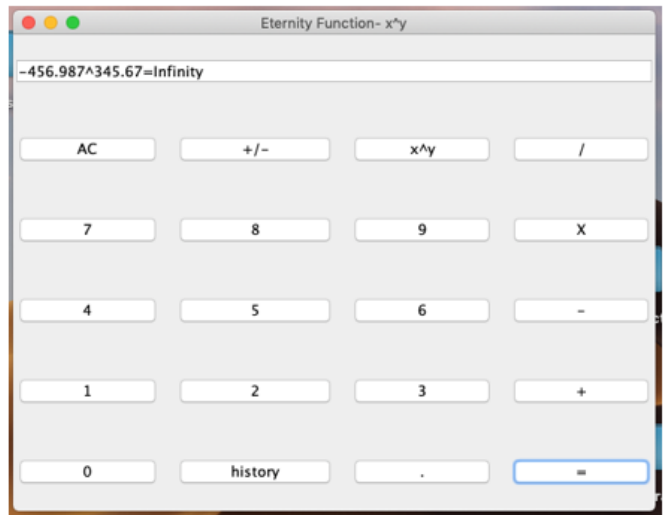 Eternity Function- x^y
-456.987^345.67=Infinity
AC +/- x^y /
7 8 9 X
4 5 6 -
1 2 3 +
0 history . =